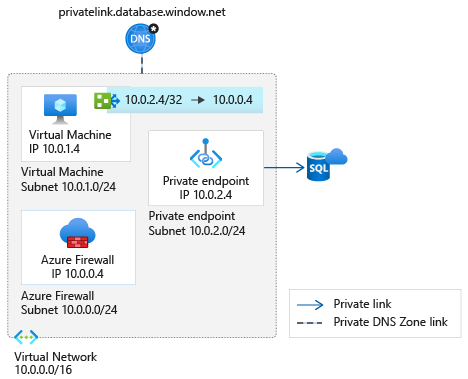 privatelink.database.window.net
DNS
10.0.2.4/32 → 10.0.0.4
Virtual Machine
IP 10.0.1.4
Virtual Machine
Subnet 10.0.1.0/24
Private endpoint
IP 10.0.2.4
Private endpoint
Subnet 10.0.2.0/24
SQL
Azure Firewall
IP 10.0.0.4
Azure Firewall
Subnet 10.0.0.0/24
Private link
Private DNS Zone link
Virtual Network
10.0.0.0/16